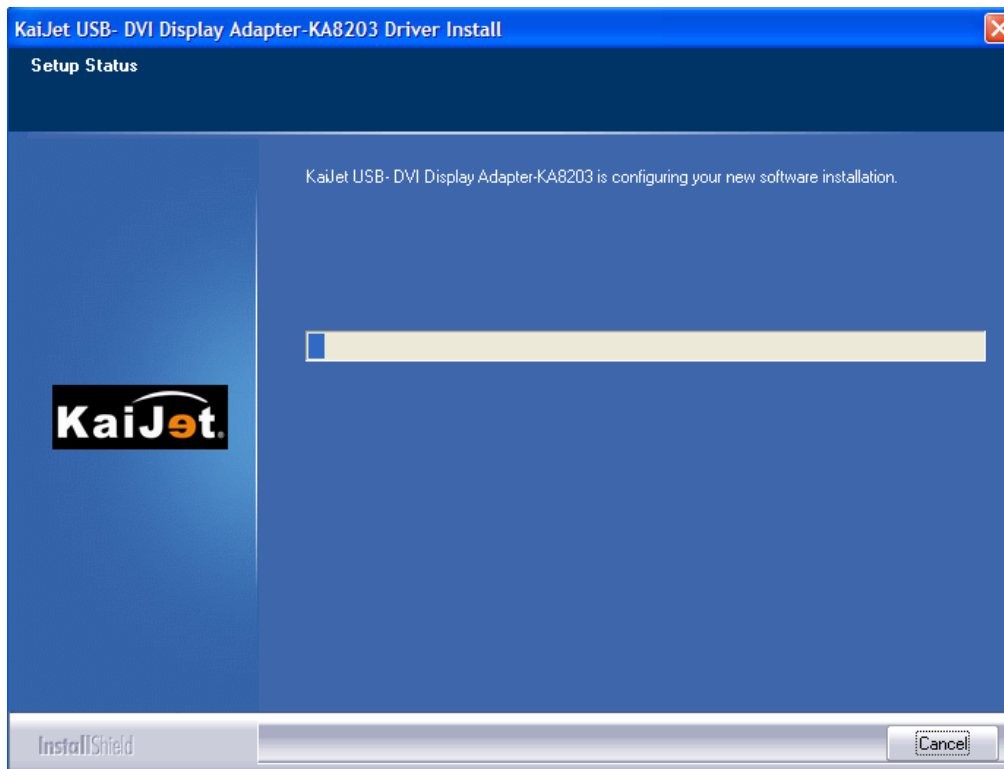 KaiJet USB- DVI Display Adapter-KA8203 Driver Install
Setup Status
KaiJet USB- DVI Display Adapter-KA8203 is configuring your new software installation.
KaiJet.
InstallShield
Cancel